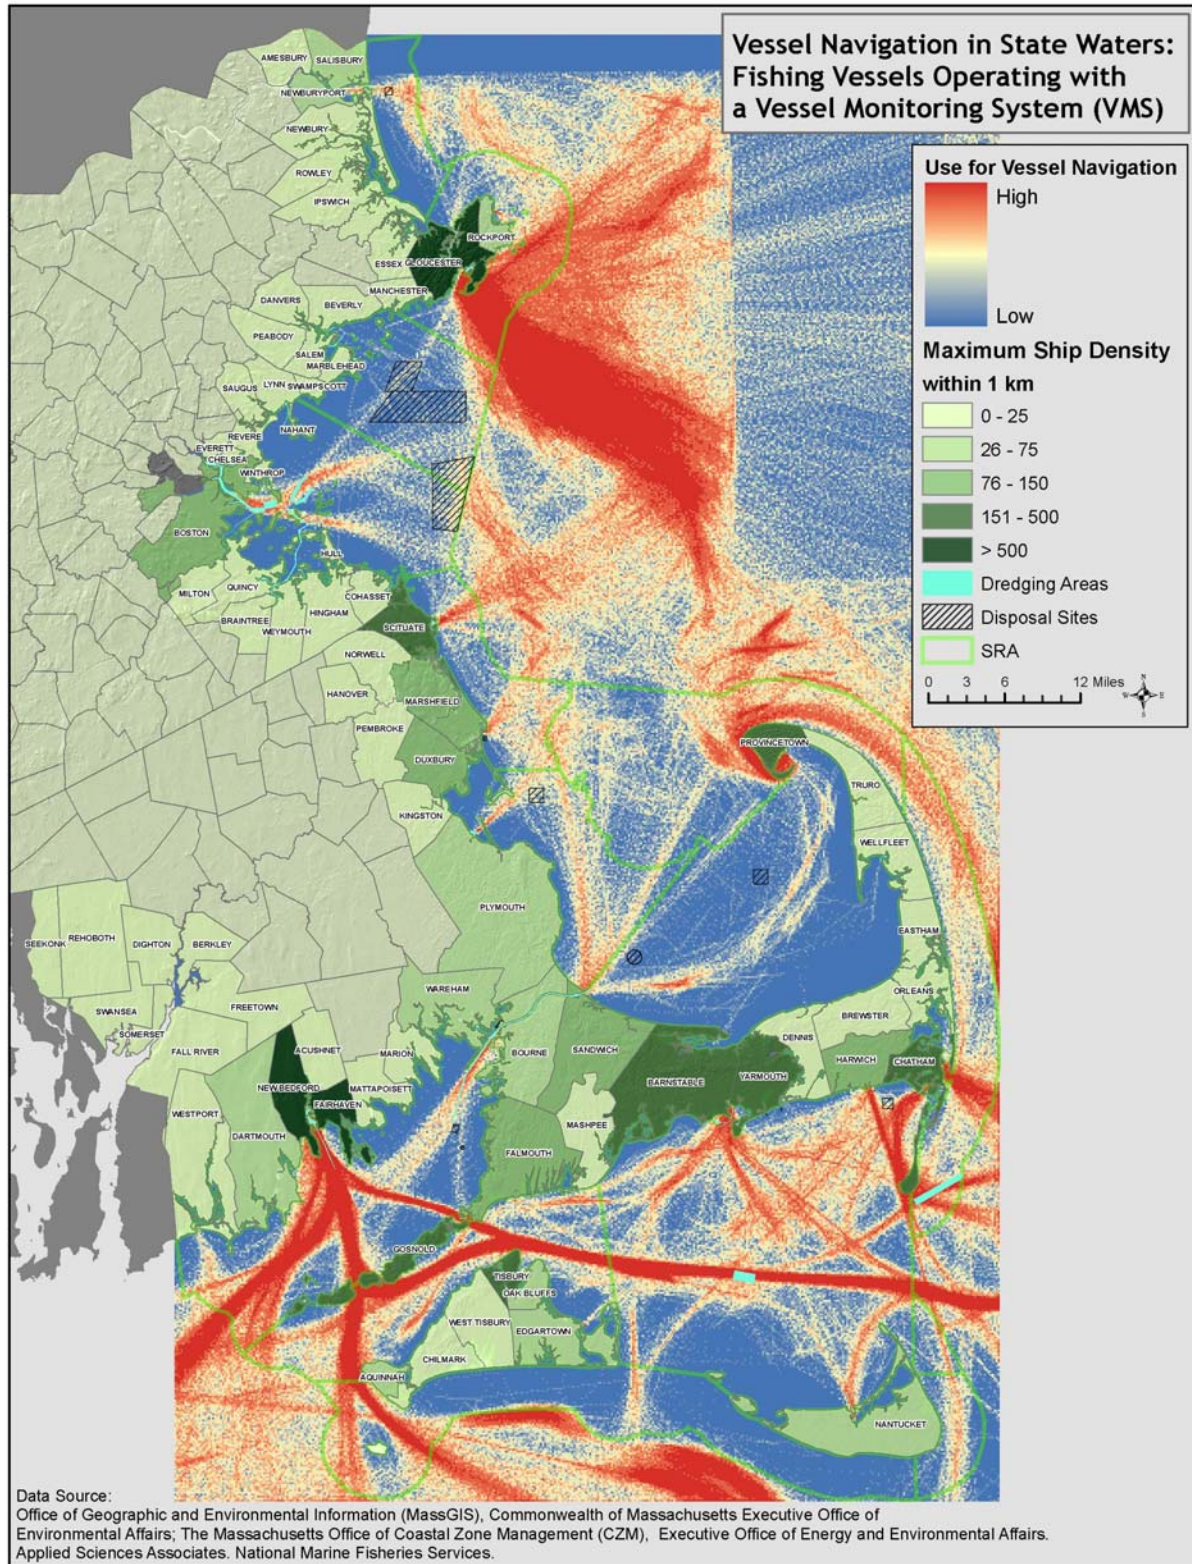 Vessel Navigation in State Waters:
Fishing Vessels Operating with
a Vessel Monitoring System (VMS)
Use for Vessel Navigation
High
Low
Maximum Ship Density
within 1 km
0 - 25
26 - 75
76 - 150
151 - 500
> 500
Dredging Areas
Disposal Sites
SRA
0 3 6 12 Miles
N
W E
S
AMESBURY
SALISBURY
NEWBURYPORT
NEWBURY
ROWLEY
IPSWICH
ROCKPORT
ESSEX
GLOUCESTER
MANCHESTER
DANVERS
BEVERLY
PEABODY
SALEM
MARBLEHEAD
LYNN
SWAMPSCOTT
SAUGUS
NAHANT
REVERE
EVERETT
CHELSEA
WINTHROP
BOSTON
HULL
QUINCY
MILTON
COHASSET
HINGHAM
BRAINTREE
WEYMOUTH
SCITUATE
NORWELL
HANOVER
MARSHFIELD
PEMBROKE
DUXBURY
PROVINCETOWN
TRURO
KINGSTON
WELLFLEET
PLYMOUTH
EASTHAM
SEEKONK
REHOBOTH
DIGHTON
BERKLEY
ORLEANS
WAREHAM
BREWSTER
FREETOWN
SWANSEA
SOMERSET
DENNIS
FALL RIVER
ACUSHNET
MARION
BOURNE
SANDWICH
HARWICH
CHATHAM
BARNSTABLE
YARMOUTH
NEW BEDFORD
MATTAPOISETT
FAIRHAVEN
WESTPORT
DARTMOUTH
MASHPEE
FALMOUTH
GOSNOLD
TISBURY
OAK BLUFFS
WEST TISBURY
EDGARTOWN
CHILMARK
AQUINNAH
NANTUCKET
Data Source:
Office of Geographic and Environmental Information (MassGIS), Commonwealth of Massachusetts Executive Office of
Environmental Affairs; The Massachusetts Office of Coastal Zone Management (CZM), Executive Office of Energy and Environmental Affairs.
Applied Sciences Associates. National Marine Fisheries Services.